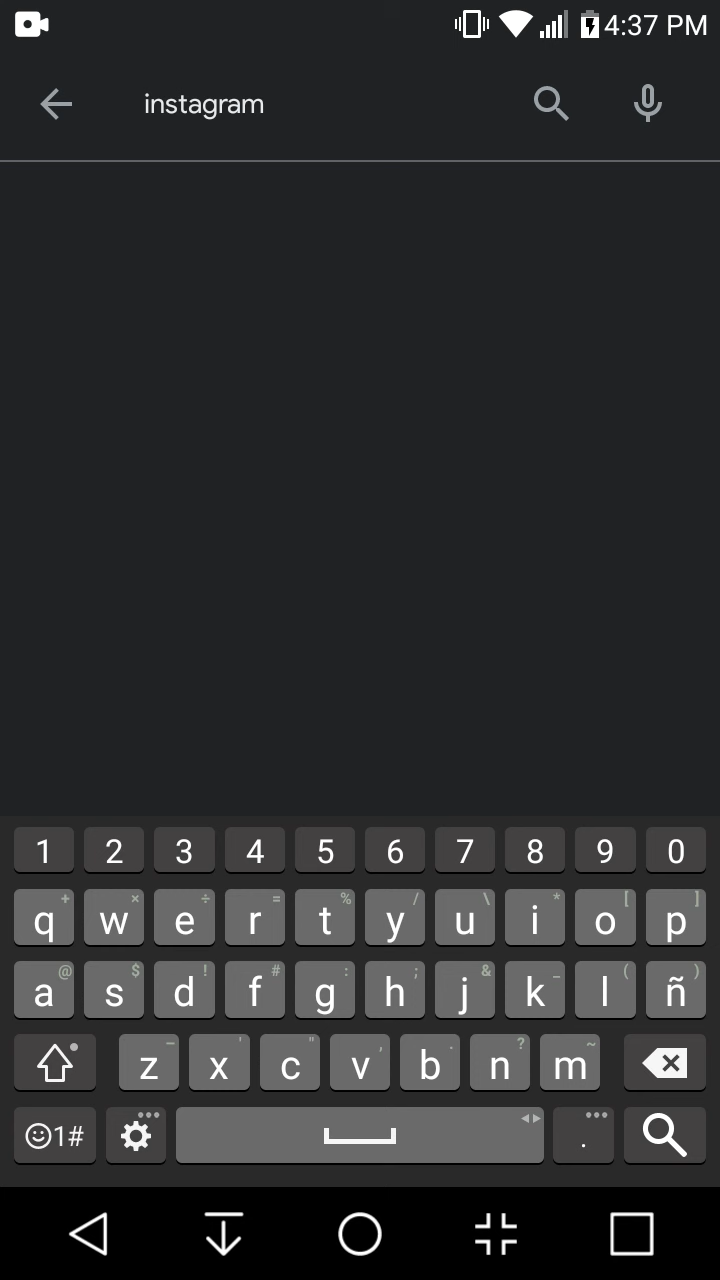 4:37 PM
instagram
1 2 3 4 5 6 7 8 9 0
+ × ÷ = % / \ * [ ]
q w e r t y u i o p
@ $ ! # : ; & _ ( )
a s d f g h j k l ñ
– ' " , . ? ~
z x c v b n m
1# .